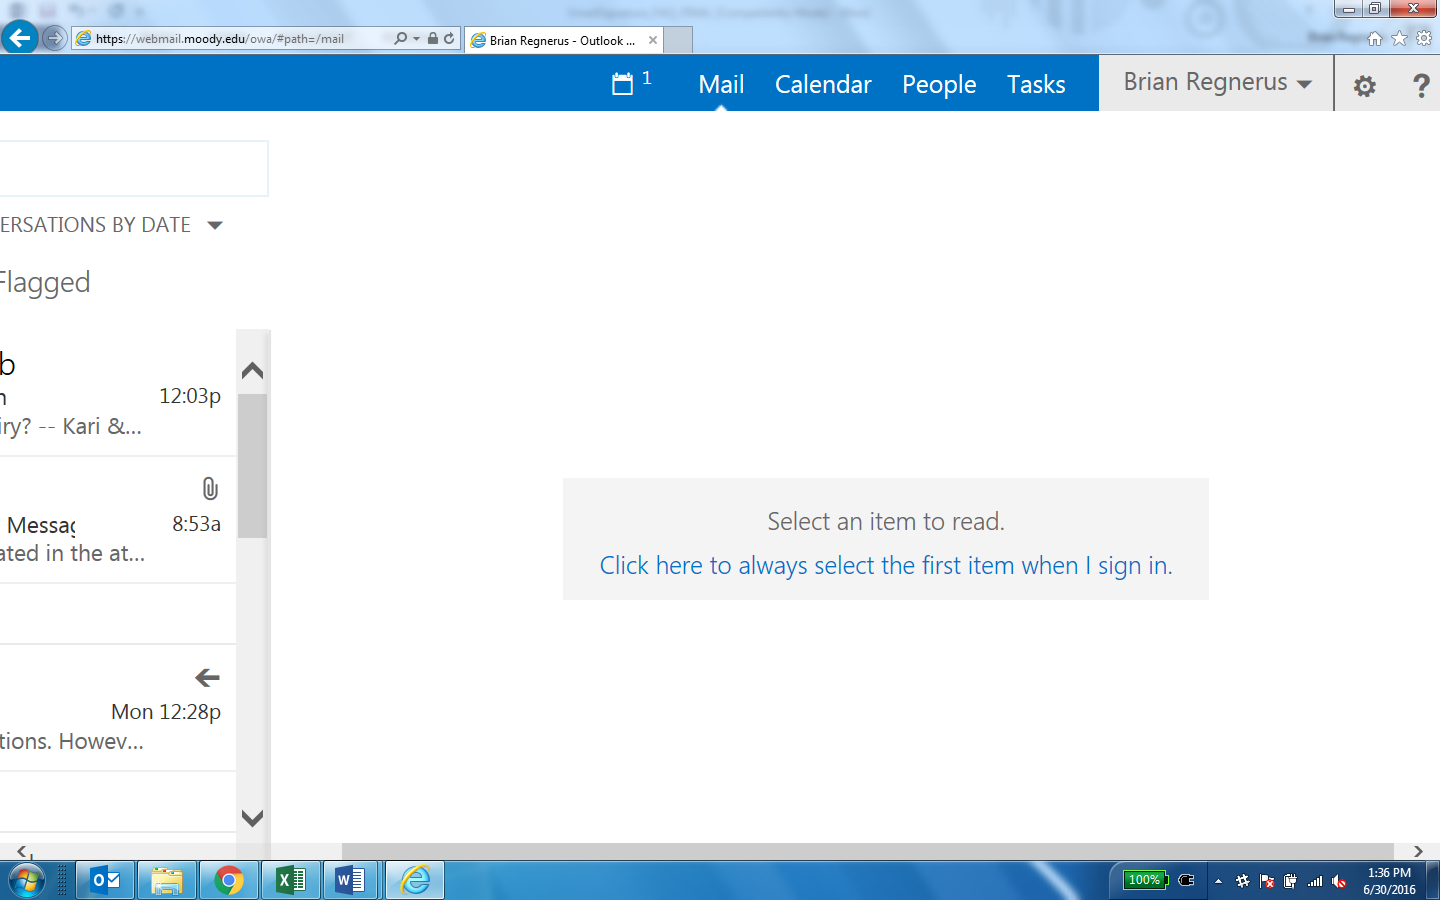 https://webmail.moody.edu/owa/#path=/mail
Brian Regnerus - Outlook ...
1
Mail
Calendar
People
Tasks
Brian Regnerus
?
ERSATIONS BY DATE
Flagged
b
12:03p
iry? -- Kari &...
Messag
8:53a
ated in the at...
Mon 12:28p
tions. Howev...
Select an item to read.
Click here to always select the first item when I sign in.
100%
1:36 PM
6/30/2016